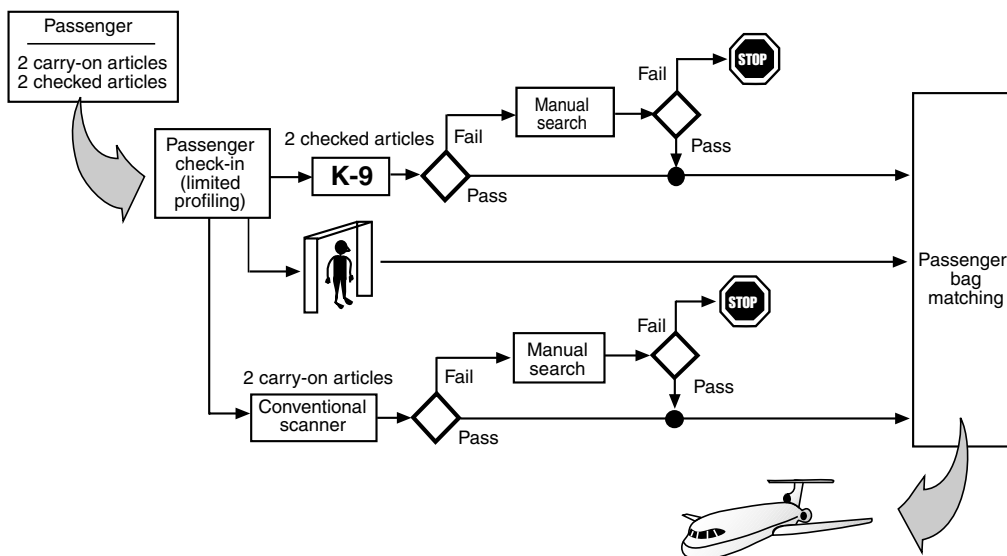 Passenger
2 carry-on articles
2 checked articles
STOP
Fail
Manual
search
Passenger
check-in
(limited
profiling)
2 checked articles
Fail
K-9
Pass
Pass
Passenger
bag
matching
STOP
Fail
Manual
search
2 carry-on articles
Fail
Pass
Conventional
scanner
Pass